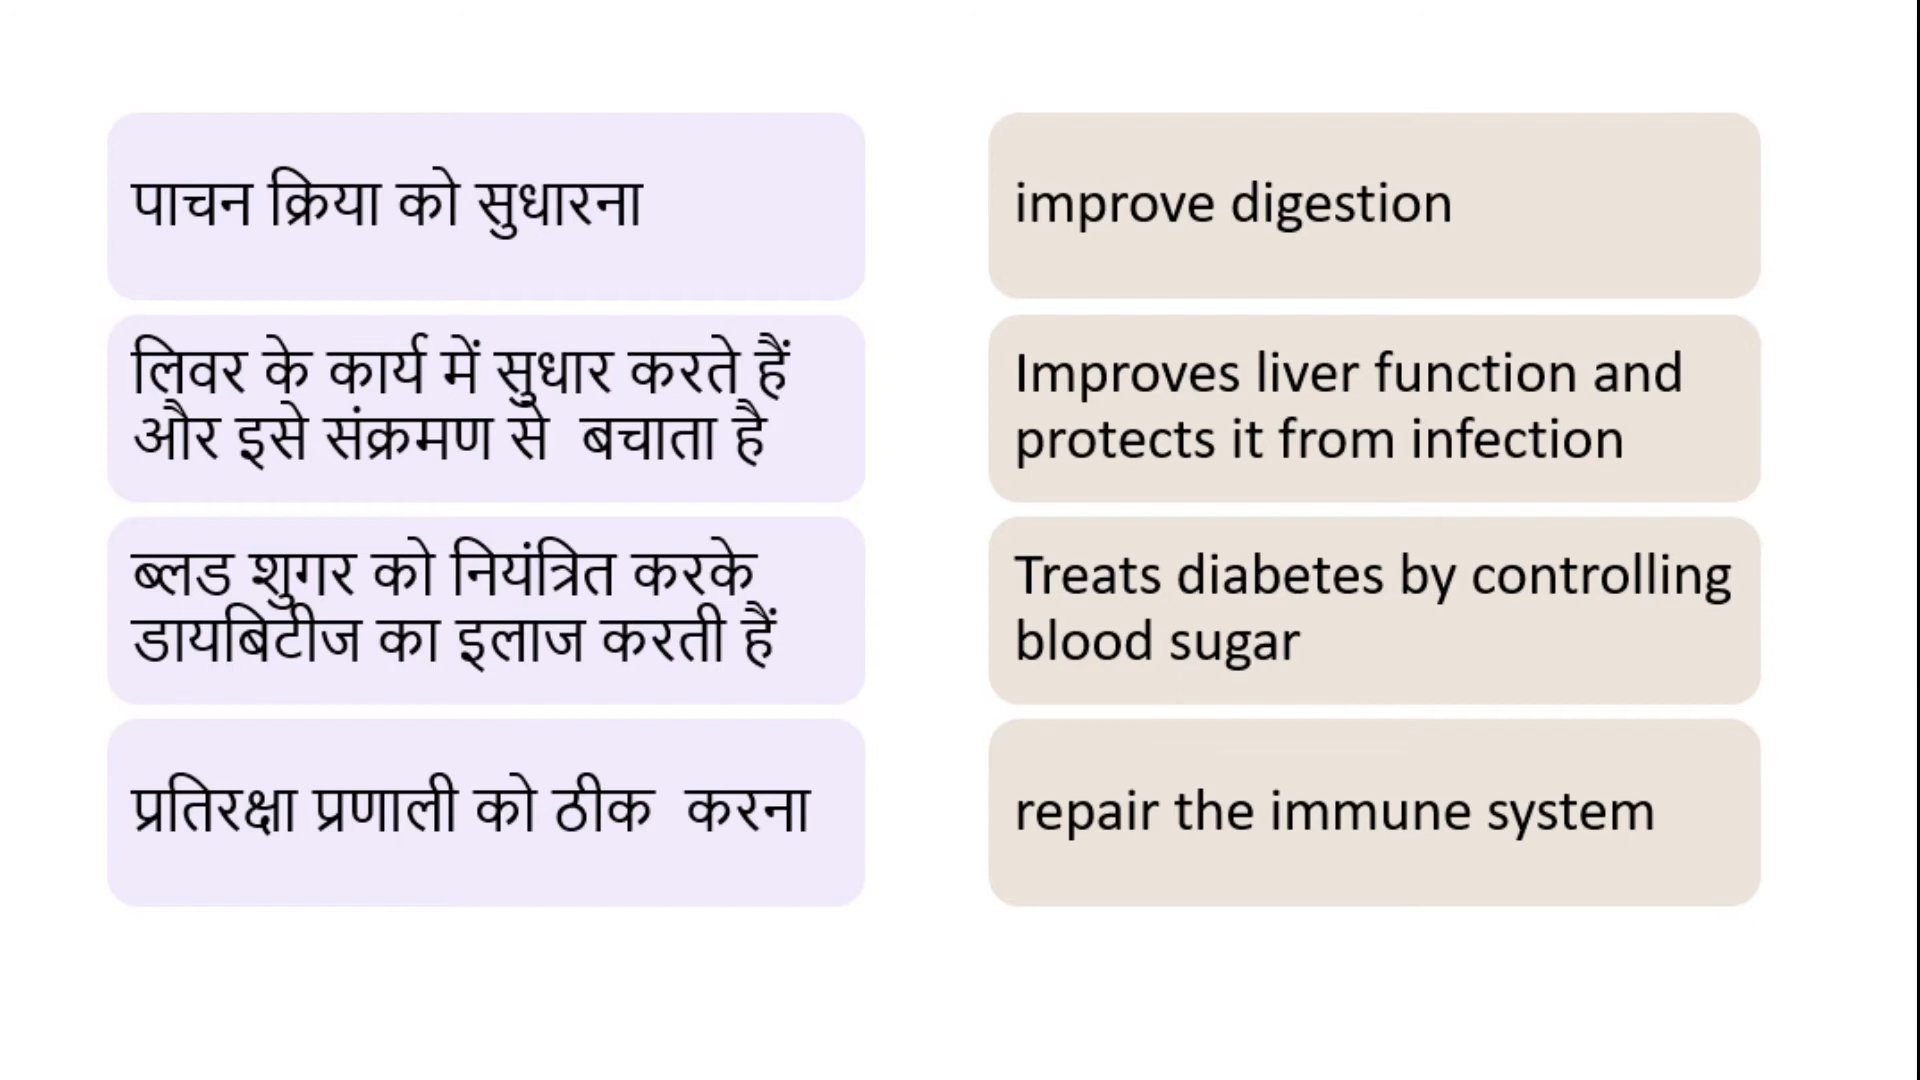 पाचन क्रिया को सुधारना
लिवर के कार्य में सुधार करते हैं
और इसे संक्रमण से बचाता है
ब्लड शुगर को नियंत्रित करके
डायबिटीज का इलाज करती हैं
प्रतिरक्षा प्रणाली को ठीक करना
improve digestion
Improves liver function and
protects it from infection
Treats diabetes by controlling
blood sugar
repair the immune system